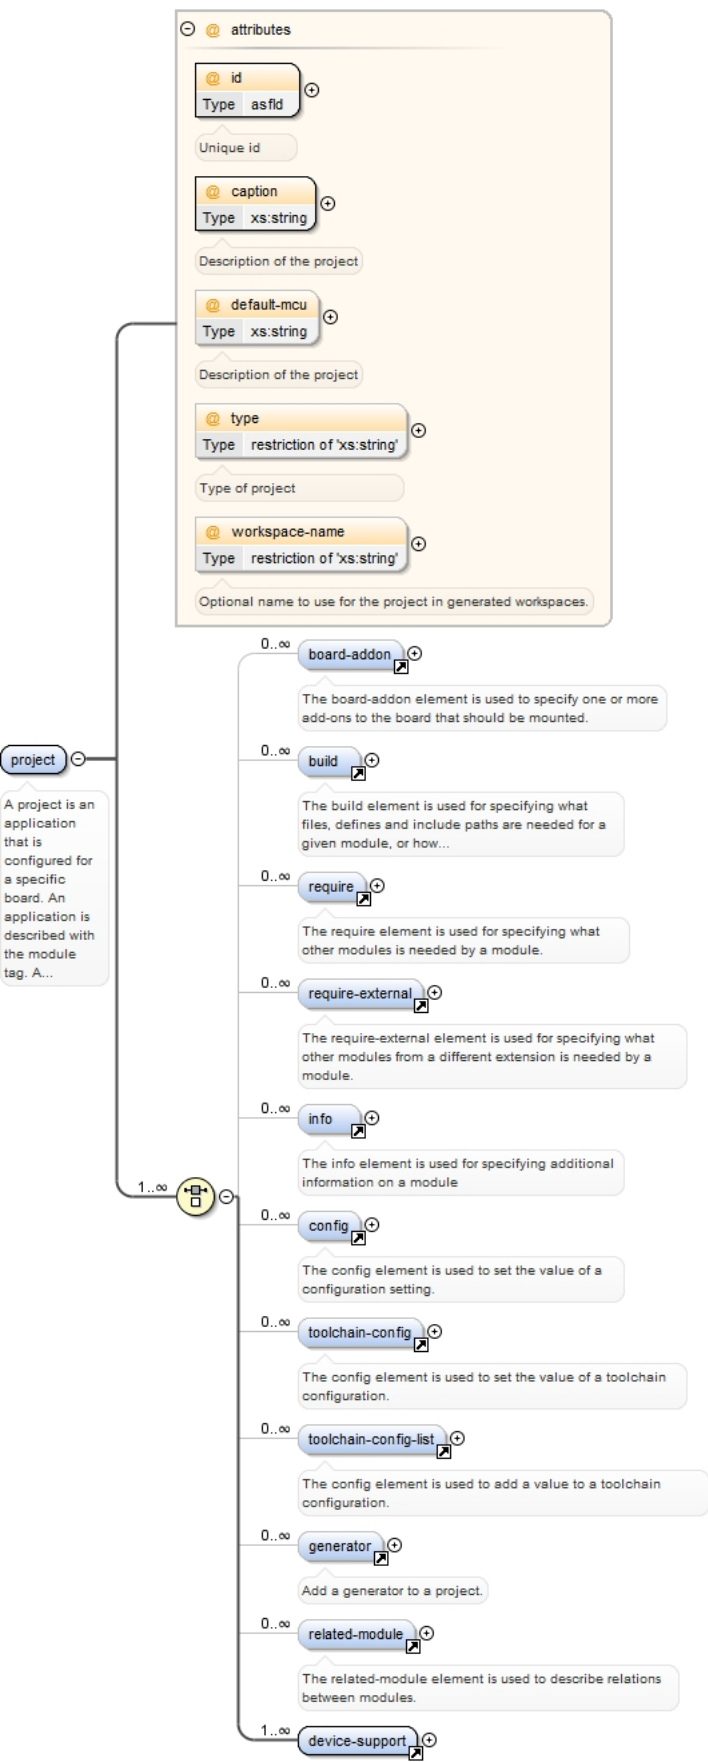 attributes
@ id
Type asfId
Unique id
@ caption
Type xs:string
Description of the project
@ default-mcu
Type xs:string
Description of the project
@ type
Type restriction of 'xs:string'
Type of project
@ workspace-name
Type restriction of 'xs:string'
Optional name to use for the project in generated workspaces.
project
A project is an
application
that is
configured for
a specific
board. An
application is
described with
the module
tag. A...
1..∞
0..∞
board-addon
The board-addon element is used to specify one or more
add-ons to the board that should be mounted.
0..∞
build
The build element is used for specifying what
files, defines and include paths are needed for a
given module, or how...
0..∞
require
The require element is used for specifying what
other modules is needed by a module.
0..∞
require-external
The require-external element is used for specifying what
other modules from a different extension is needed by a
module.
0..∞
info
The info element is used for specifying additional
information on a module
0..∞
config
The config element is used to set the value of a
configuration setting.
0..∞
toolchain-config
The config element is used to set the value of a toolchain
configuration.
0..∞
toolchain-config-list
The config element is used to add a value to a toolchain
configuration.
0..∞
generator
Add a generator to a project.
0..∞
related-module
The related-module element is used to describe relations
between modules.
1..∞
device-support